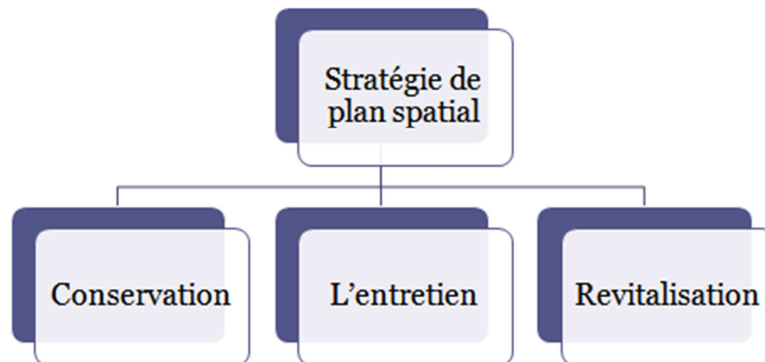 Stratégie de
plan spatial
Conservation
L’entretien
Revitalisation